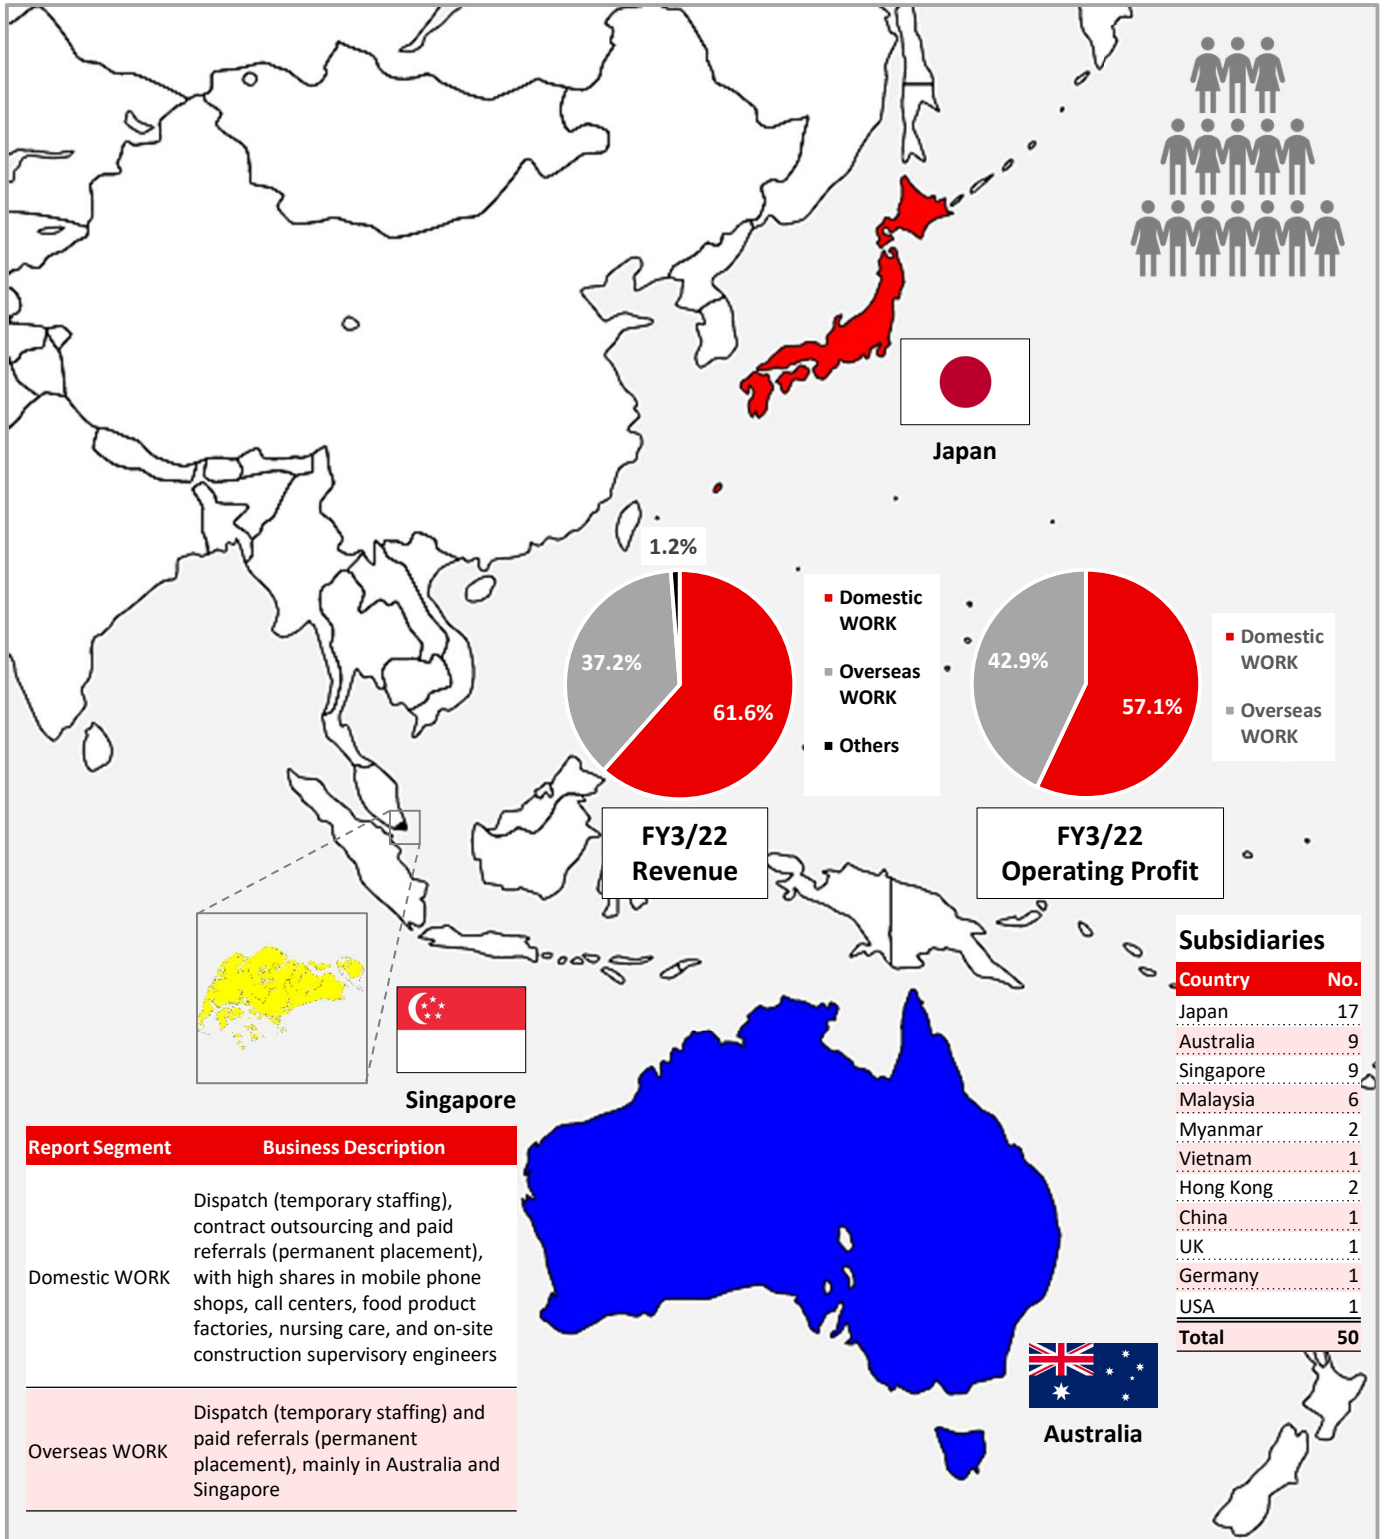 Japan
1.2%
37.2%
61.6%
Domestic
WORK
Overseas
WORK
Others
42.9%
57.1%
Domestic
WORK
Overseas
WORK
FY3/22
Revenue
FY3/22
Operating Profit
Singapore
Subsidiaries
Country No.
Japan 17
Australia 9
Singapore 9
Malaysia 6
Myanmar 2
Vietnam 1
Hong Kong 2
China 1
UK 1
Germany 1
USA 1
Total 50
Report Segment Business Description
Domestic WORK
Dispatch (temporary staffing),
contract outsourcing and paid
referrals (permanent placement),
with high shares in mobile phone
shops, call centers, food product
factories, nursing care, and on-site
construction supervisory engineers
Overseas WORK
Dispatch (temporary staffing) and
paid referrals (permanent
placement), mainly in Australia and
Singapore
Australia